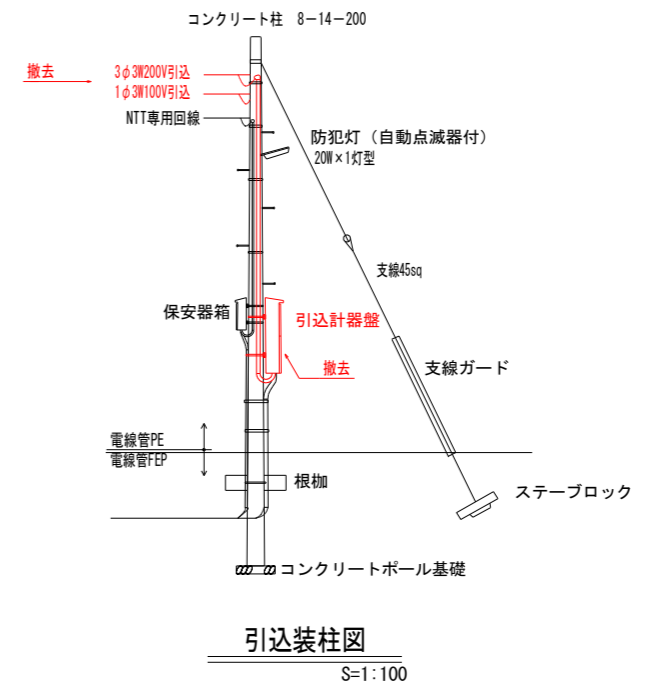 コンクリート柱 8−14−200
撤去
3φ3W200V引込
1φ3W100V引込
NTT専用回線
防犯灯（自動点滅器付）
20W×1灯型
支線45sq
保安器箱
引込計器盤
撤去
支線ガード
電線管PE
電線管FEP
根枷
ステーブロック
コンクリートポール基礎
引込装柱図
S=1:100